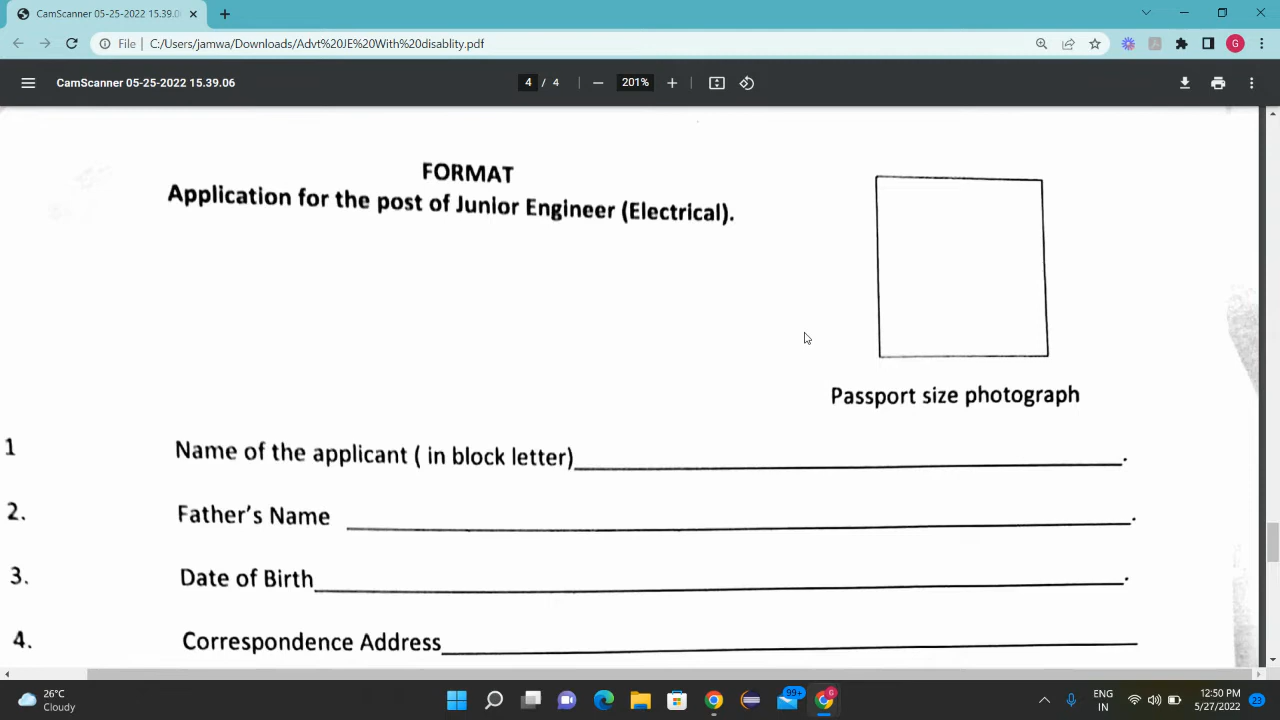 CamScanner 05-25-2022 15.39.0
File
C:/Users/jamwa/Downloads/Advt%20JE%20With%20disablity.pdf
G
CamScanner 05-25-2022 15.39.06
4 / 4
201%
FORMAT
Application for the post of Junior Engineer (Electrical).
Passport size photograph
1 Name of the applicant ( in block letter)
2. Father's Name
3. Date of Birth
4. Correspondence Address
26°C
Cloudy
99+
G
ENG
IN
12:50 PM
5/27/2022
23